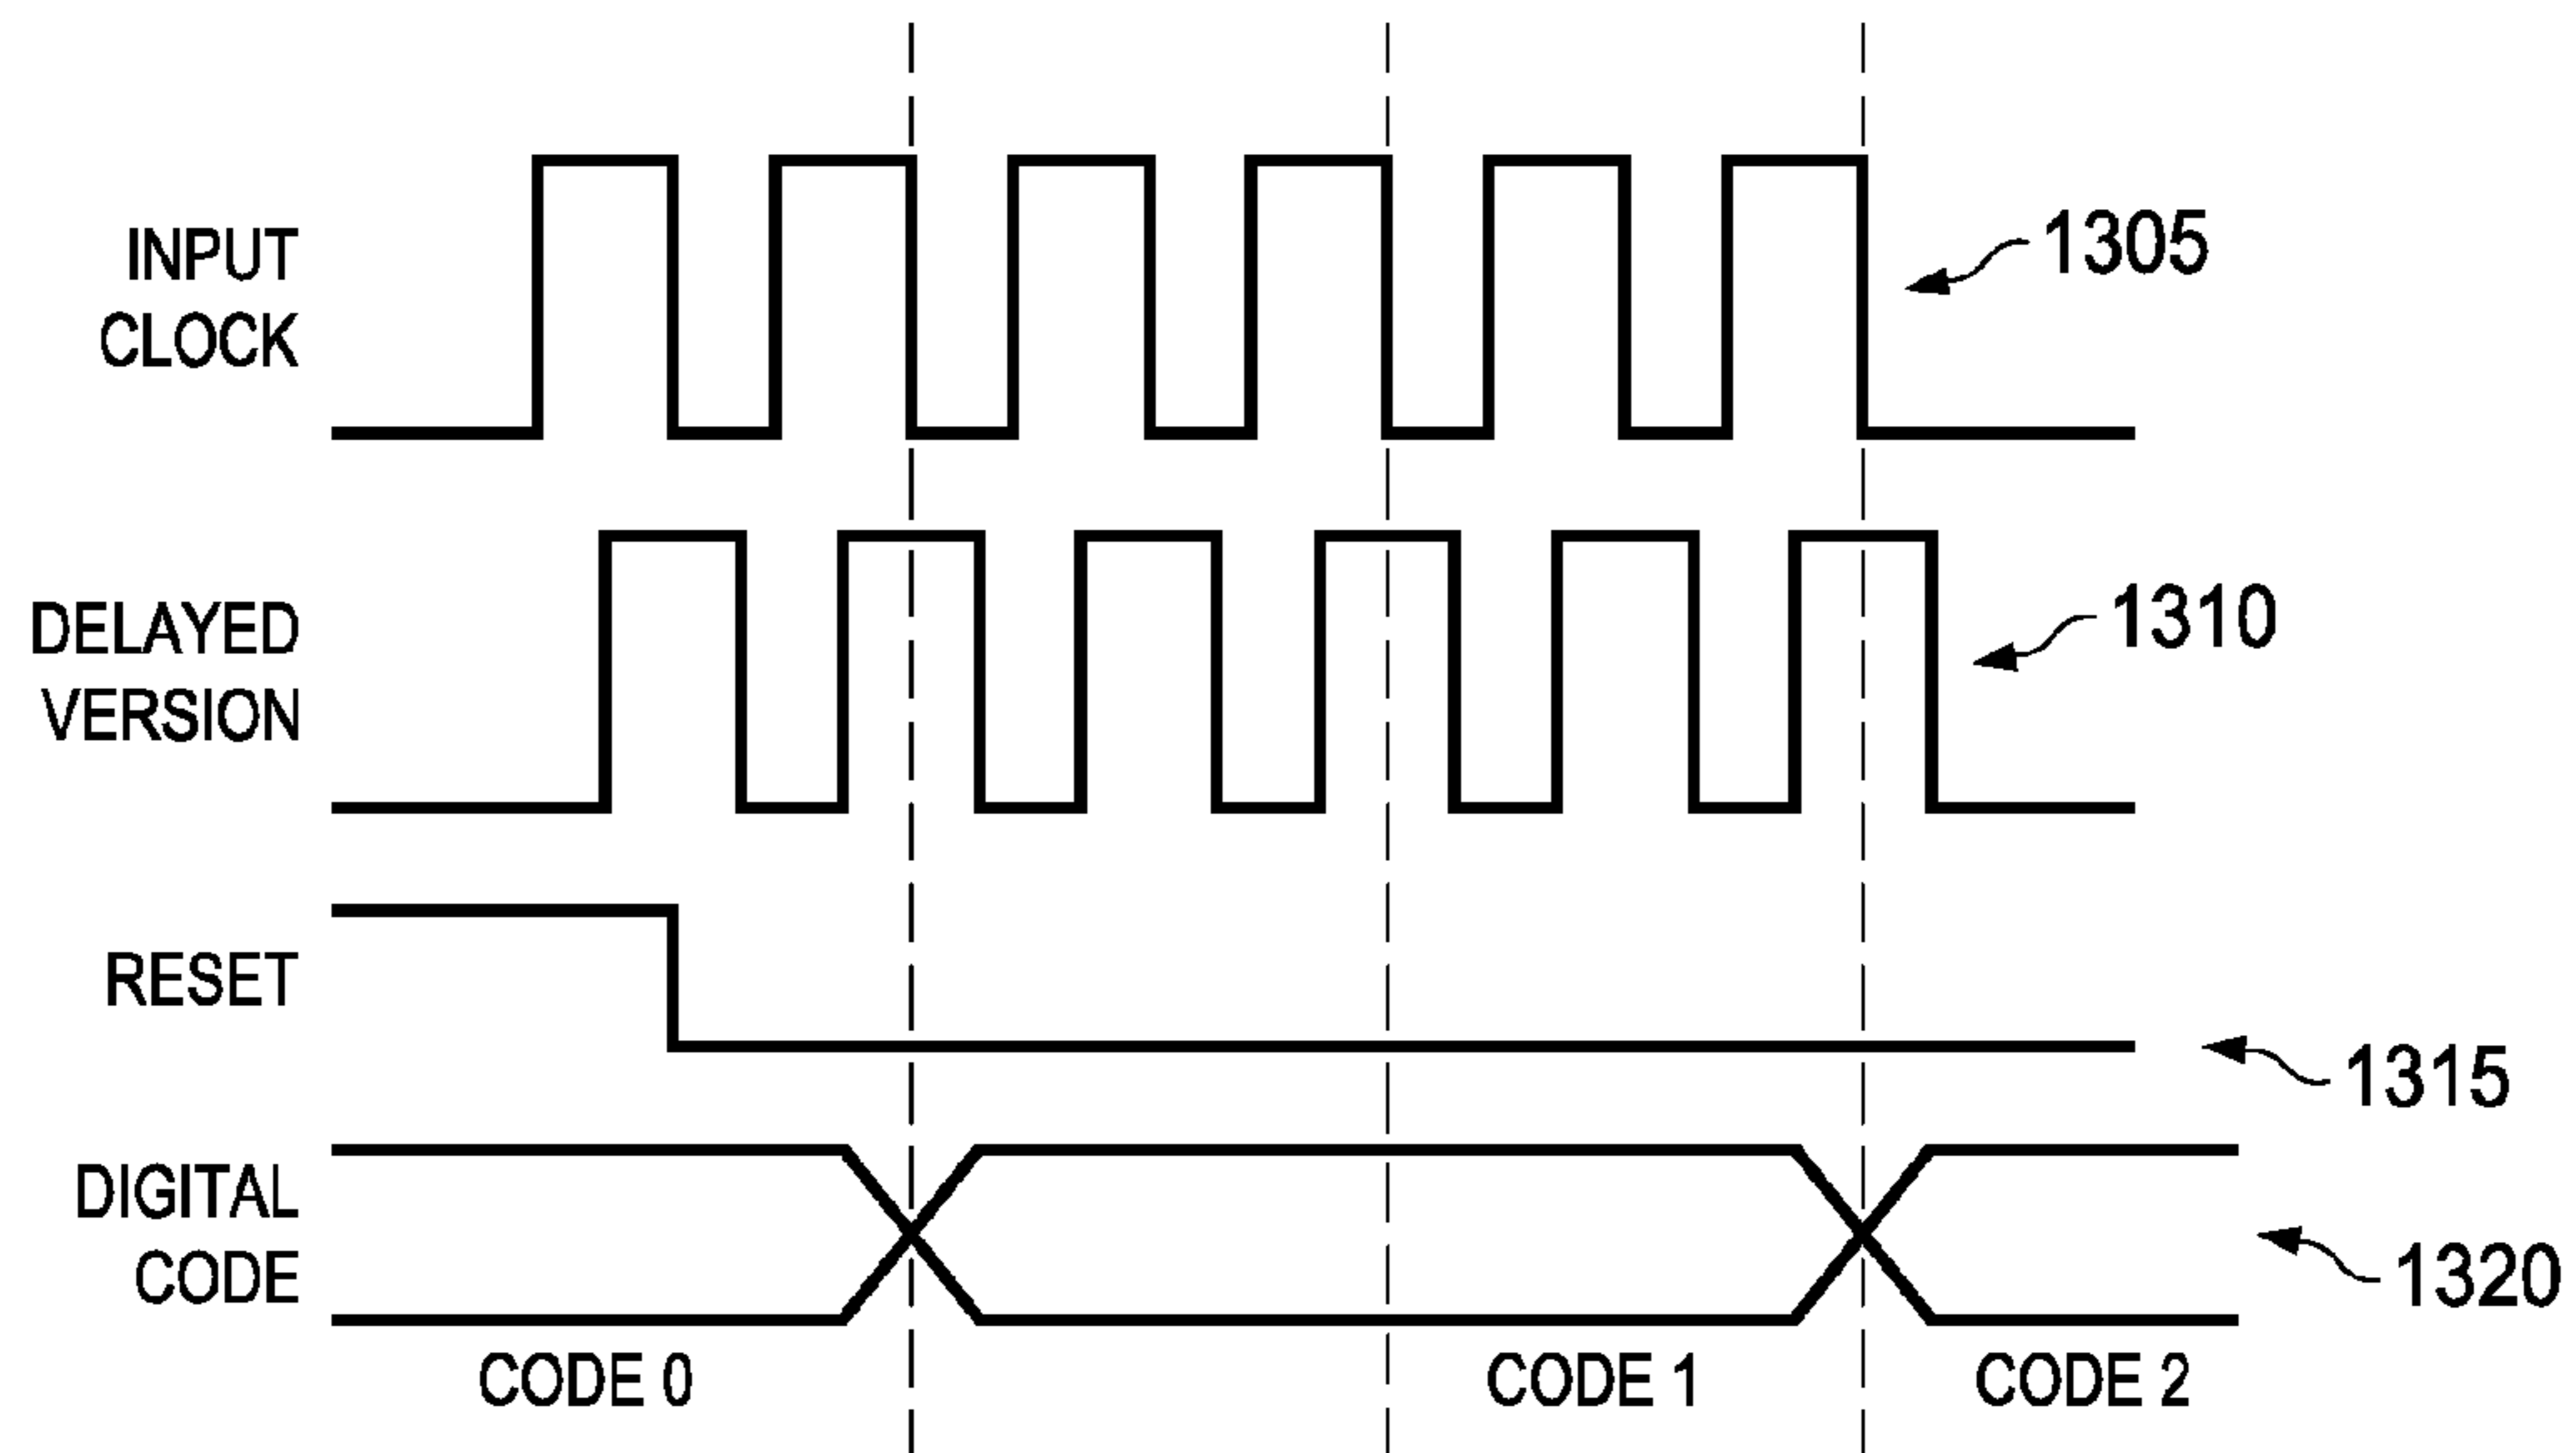 INPUT
CLOCK
1305
DELAYED
VERSION
1310
RESET
1315
DIGITAL
CODE
1320
CODE 0
CODE 1
CODE 2